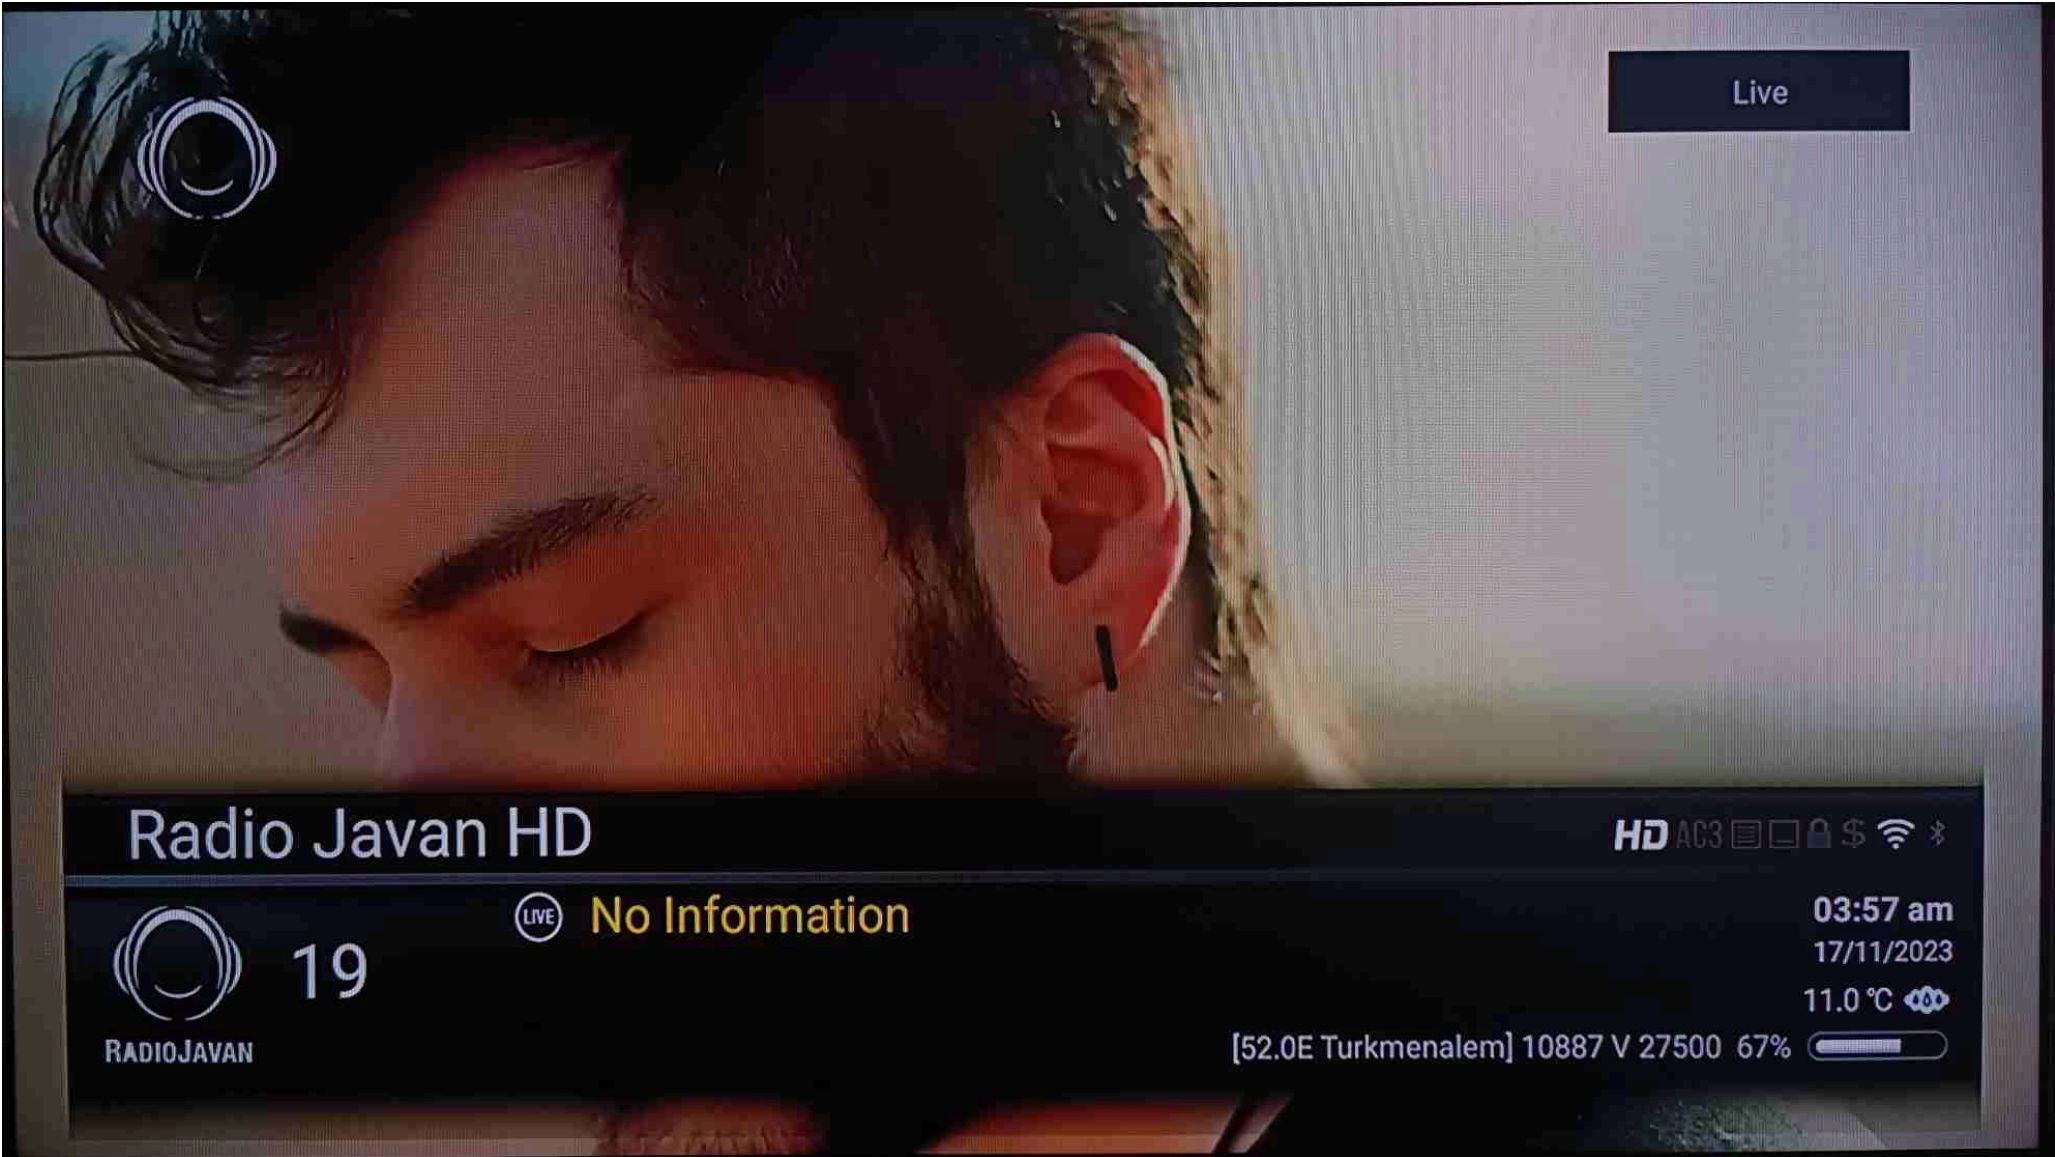 Live
Radio Javan HD
HD AC3 $
LIVE No Information
03:57 am
19
17/11/2023
11.0 °C
RADIOJAVAN
[52.0E Turkmenalem] 10887 V 27500 67%